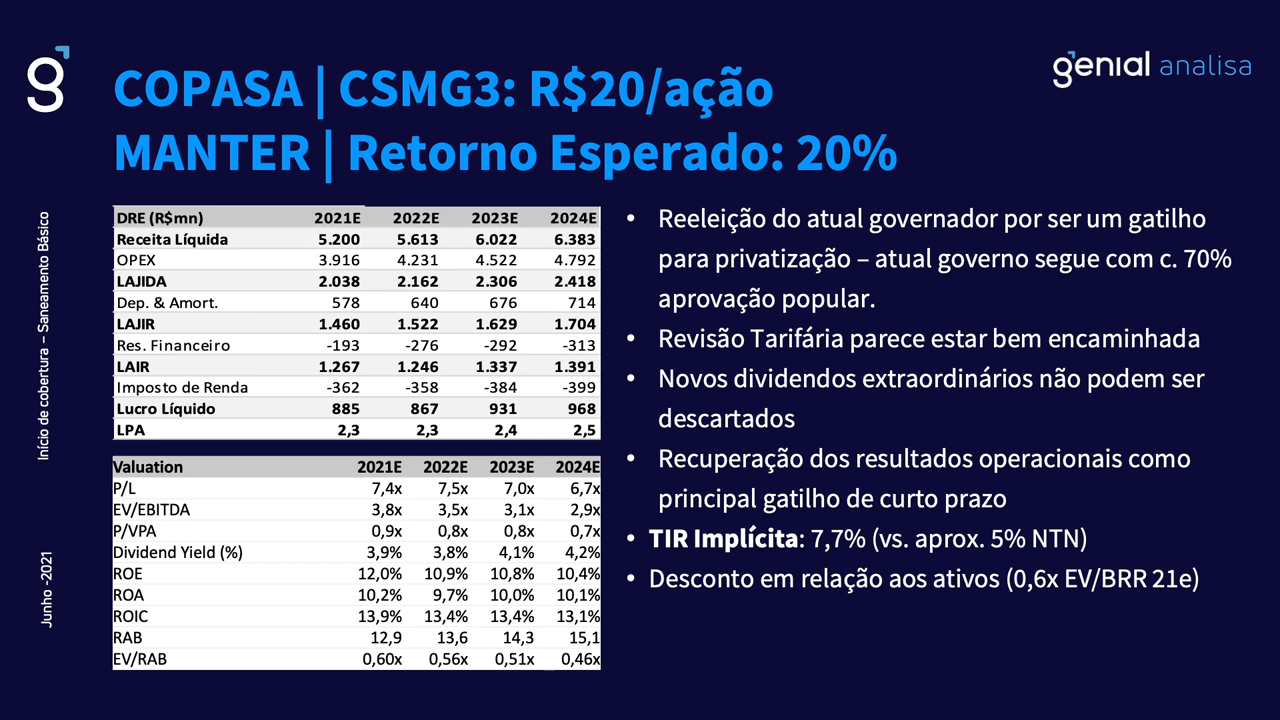 g
genial analisa
COPASA | CSMG3: R$20/ação
MANTER | Retorno Esperado: 20%
Início de cobertura – Saneamento Básico
Junho -2021
DRE (R$mn) 2021E 2022E 2023E 2024E
Receita Líquida 5.200 5.613 6.022 6.383
OPEX 3.916 4.231 4.522 4.792
LAJIDA 2.038 2.162 2.306 2.418
Dep. & Amort. 578 640 676 714
LAJIR 1.460 1.522 1.629 1.704
Res. Financeiro -193 -276 -292 -313
LAIR 1.267 1.246 1.337 1.391
Imposto de Renda -362 -358 -384 -399
Lucro Líquido 885 867 931 968
LPA 2,3 2,3 2,4 2,5
Valuation 2021E 2022E 2023E 2024E
P/L 7,4x 7,5x 7,0x 6,7x
EV/EBITDA 3,8x 3,5x 3,1x 2,9x
P/VPA 0,9x 0,8x 0,8x 0,7x
Dividend Yield (%) 3,9% 3,8% 4,1% 4,2%
ROE 12,0% 10,9% 10,8% 10,4%
ROA 10,2% 9,7% 10,0% 10,1%
ROIC 13,9% 13,4% 13,4% 13,1%
RAB 12,9 13,6 14,3 15,1
EV/RAB 0,60x 0,56x 0,51x 0,46x
• Reeleição do atual governador por ser um gatilho
para privatização – atual governo segue com c. 70%
aprovação popular.
• Revisão Tarifária parece estar bem encaminhada
• Novos dividendos extraordinários não podem ser
descartados
• Recuperação dos resultados operacionais como
principal gatilho de curto prazo
• TIR Implícita: 7,7% (vs. aprox. 5% NTN)
• Desconto em relação aos ativos (0,6x EV/BRR 21e)